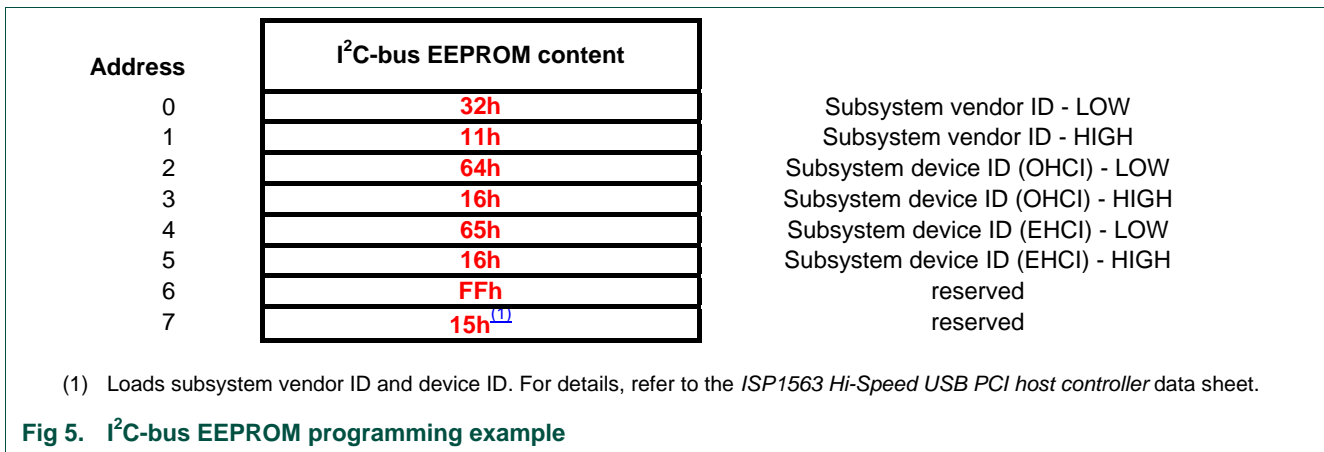 Address I²C-bus EEPROM content
0 32h Subsystem vendor ID - LOW
1 11h Subsystem vendor ID - HIGH
2 64h Subsystem device ID (OHCI) - LOW
3 16h Subsystem device ID (OHCI) - HIGH
4 65h Subsystem device ID (EHCI) - LOW
5 16h Subsystem device ID (EHCI) - HIGH
6 FFh reserved
7 15h(1) reserved
(1) Loads subsystem vendor ID and device ID. For details, refer to the ISP1563 Hi-Speed USB PCI host controller data sheet.
Fig 5. I²C-bus EEPROM programming example